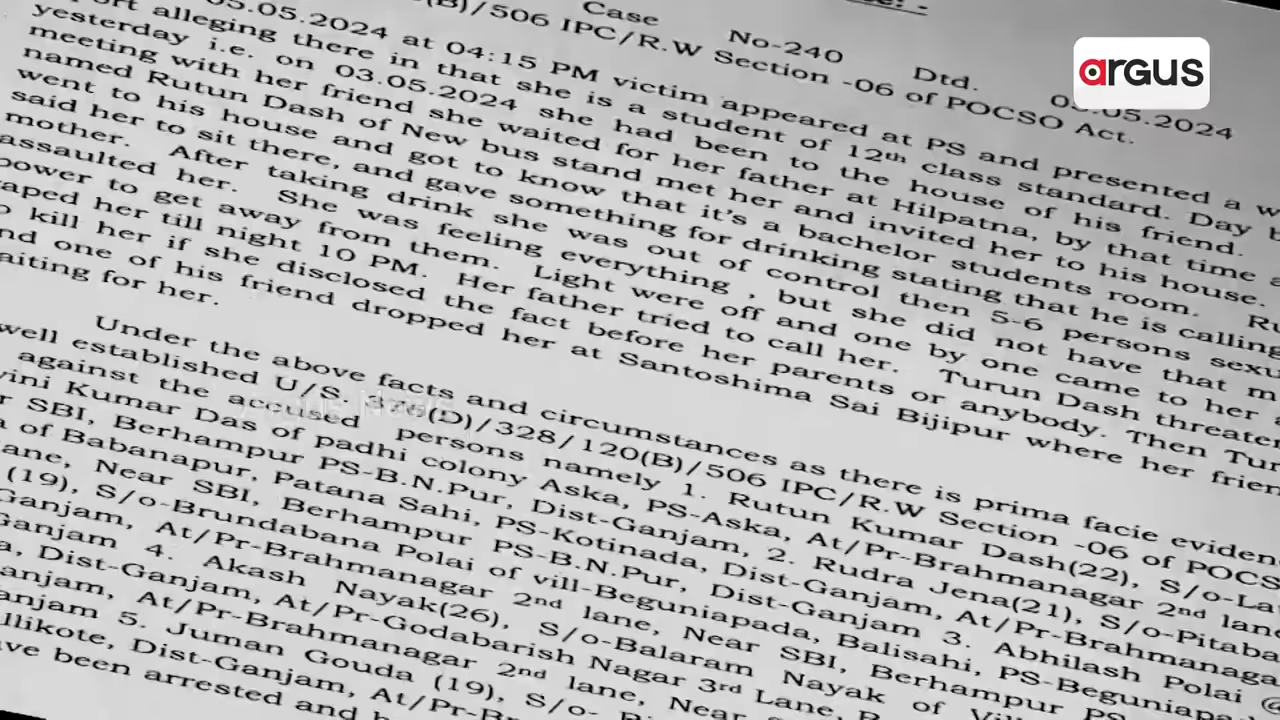 argus
Case No-240 Dtd. 05.05.2024
(B)/506 IPC/R.W Section -06 of POCSO Act.
05.05.2024 at 04:15 PM victim appeared at PS and presented a w
ort alleging there in that she is a student of 12th class standard. Day b
yesterday i.e. on 03.05.2024 she had been to the house of his friend.
meeting with her friend she waited for her father at Hilpatna, by that time a
named Rutun Dash of New bus stand met her and invited her to his house.
went to his house and got to know that it's a bachelor students room. Ru
said her to sit there, and gave something for drinking stating that he is calling
mother. After taking drink she was out of control then 5-6 persons sexu
assaulted her. She was feeling everything , but she did not have that m
power to get away from them. Light were off and one by one came to her a
raped her till night 10 PM. Her father tried to call her. Turun Dash threaten
o kill her if she disclosed the fact before her parents or anybody. Then Turu
nd one of his friend dropped her at Santoshima Sai Bijipur where her frien
aiting for her.
Under the above facts and circumstances as there is prima facie eviden
well established U/S. 376(D)/328/120(B)/506 IPC/R.W Section -06 of POCS
against the accused persons namely 1. Rutun Kumar Dash(22), S/o-La
vini Kumar Das of padhi colony Aska, PS-Aska, At/Pr-Brahmanagar 2nd lane
r SBI, Berhampur PS-B.N.Pur, Dist-Ganjam, 2. Rudra Jena(21), S/o-Pitaba
a of Babanapur, Patana Sahi, PS-Kotinada, Dist-Ganjam, At/Pr-Brahmanaga
lane, Near SBI, Berhampur PS-B.N.Pur, Dist-Ganjam 3. Abhilash Polai @
(19), S/o-Brundabana Polai of vill-Beguniapada, Balisahi, PS-Beguniapa
Ganjam, At/Pr-Brahmanagar 2nd lane, Near SBI, Berhampur PS
Ganjam 4. Akash Nayak(26), S/o-Balaram Nayak of Vill
a, Dist-Ganjam, At/Pr-Godabarish Nagar 3rd Lane, B
anjam, At/Pr-Brahmanagar 2nd lane, Near
anjam 5. Juman Gouda (19), S/o-
llikote, Dist-Ganjam, At/Pr-Br
ve been arrested and